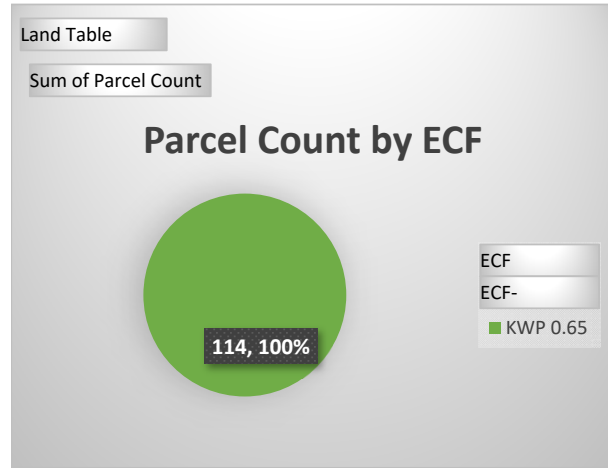 Land Table
Sum of Parcel Count
Parcel Count by ECF
114, 100%
ECF
ECF-
KWP 0.65